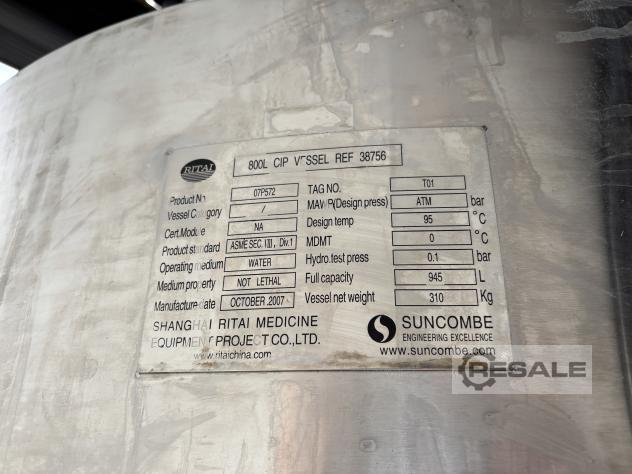 RITAI
800L CIP VESSEL REF 38756
Product No 07P572 TAG NO. T01
Vessel Category / MAWP(Design press) ATM bar
Cert.Module NA Design temp 95 °C
Product standard ASME SEC.VIII, Div.1 MDMT 0 °C
Operating medium WATER Hydro.test press 0.1 bar
Medium property NOT LETHAL Full capacity 945 L
Manufacture date OCTOBER.2007 Vessel net weight 310 Kg
SHANGHAI RITAI MEDICINE
EQUIPMENT PROJECT CO.,LTD.
www.ritaichina.com
SUNCOMBE
ENGINEERING EXCELLENCE
www.suncombe.com
RESALE